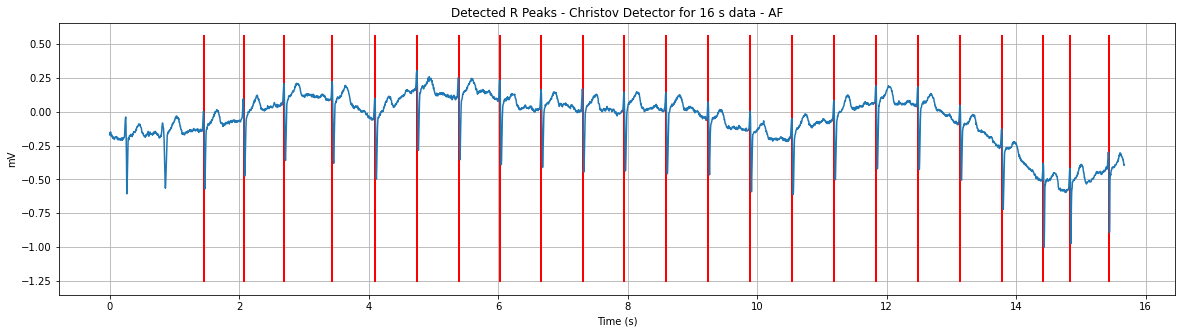 Detected R Peaks - Christov Detector for 16 s data - AF
0.50
0.25
0.00
−0.25
−0.50
−0.75
−1.00
−1.25
mV
0 2 4 6 8 10 12 14 16
Time (s)